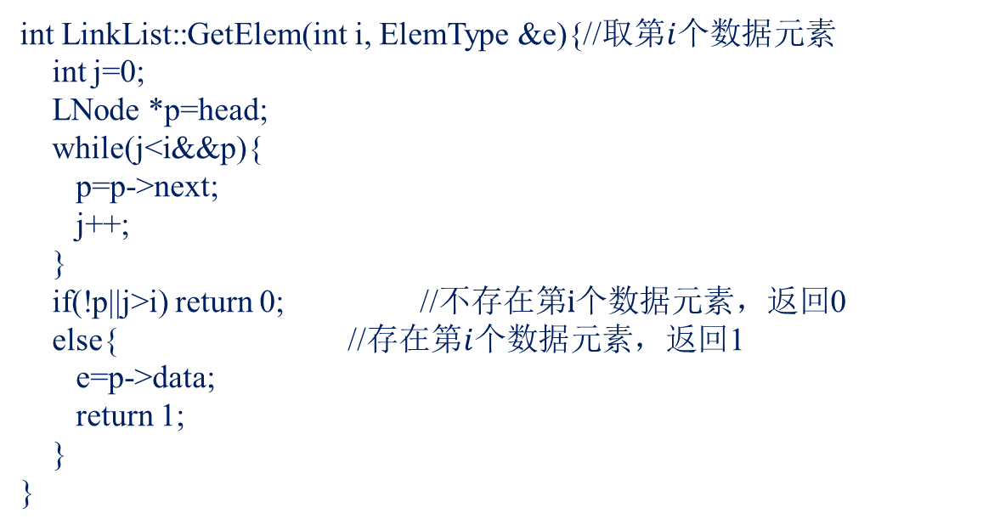 int LinkList::GetElem(int i, ElemType &e){//取第i个数据元素
int j=0;
LNode *p=head;
while(j<i&&p){
p=p->next;
j++;
}
if(!p||j>i) return 0; //不存在第i个数据元素，返回0
else{ //存在第i个数据元素，返回1
e=p->data;
return 1;
}
}